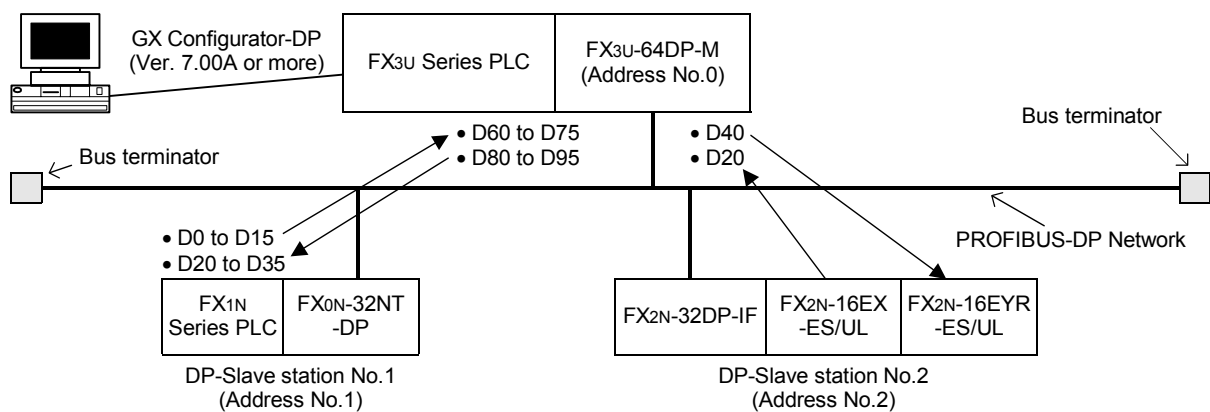 GX Configurator-DP
(Ver. 7.00A or more)
FX3U Series PLC
FX3U-64DP-M
(Address No.0)
• D60 to D75
• D80 to D95
• D40
• D20
Bus terminator
Bus terminator
• D0 to D15
• D20 to D35
PROFIBUS-DP Network
FX1N
Series PLC
FX0N-32NT
-DP
FX2N-32DP-IF
FX2N-16EX
-ES/UL
FX2N-16EYR
-ES/UL
DP-Slave station No.1
(Address No.1)
DP-Slave station No.2
(Address No.2)